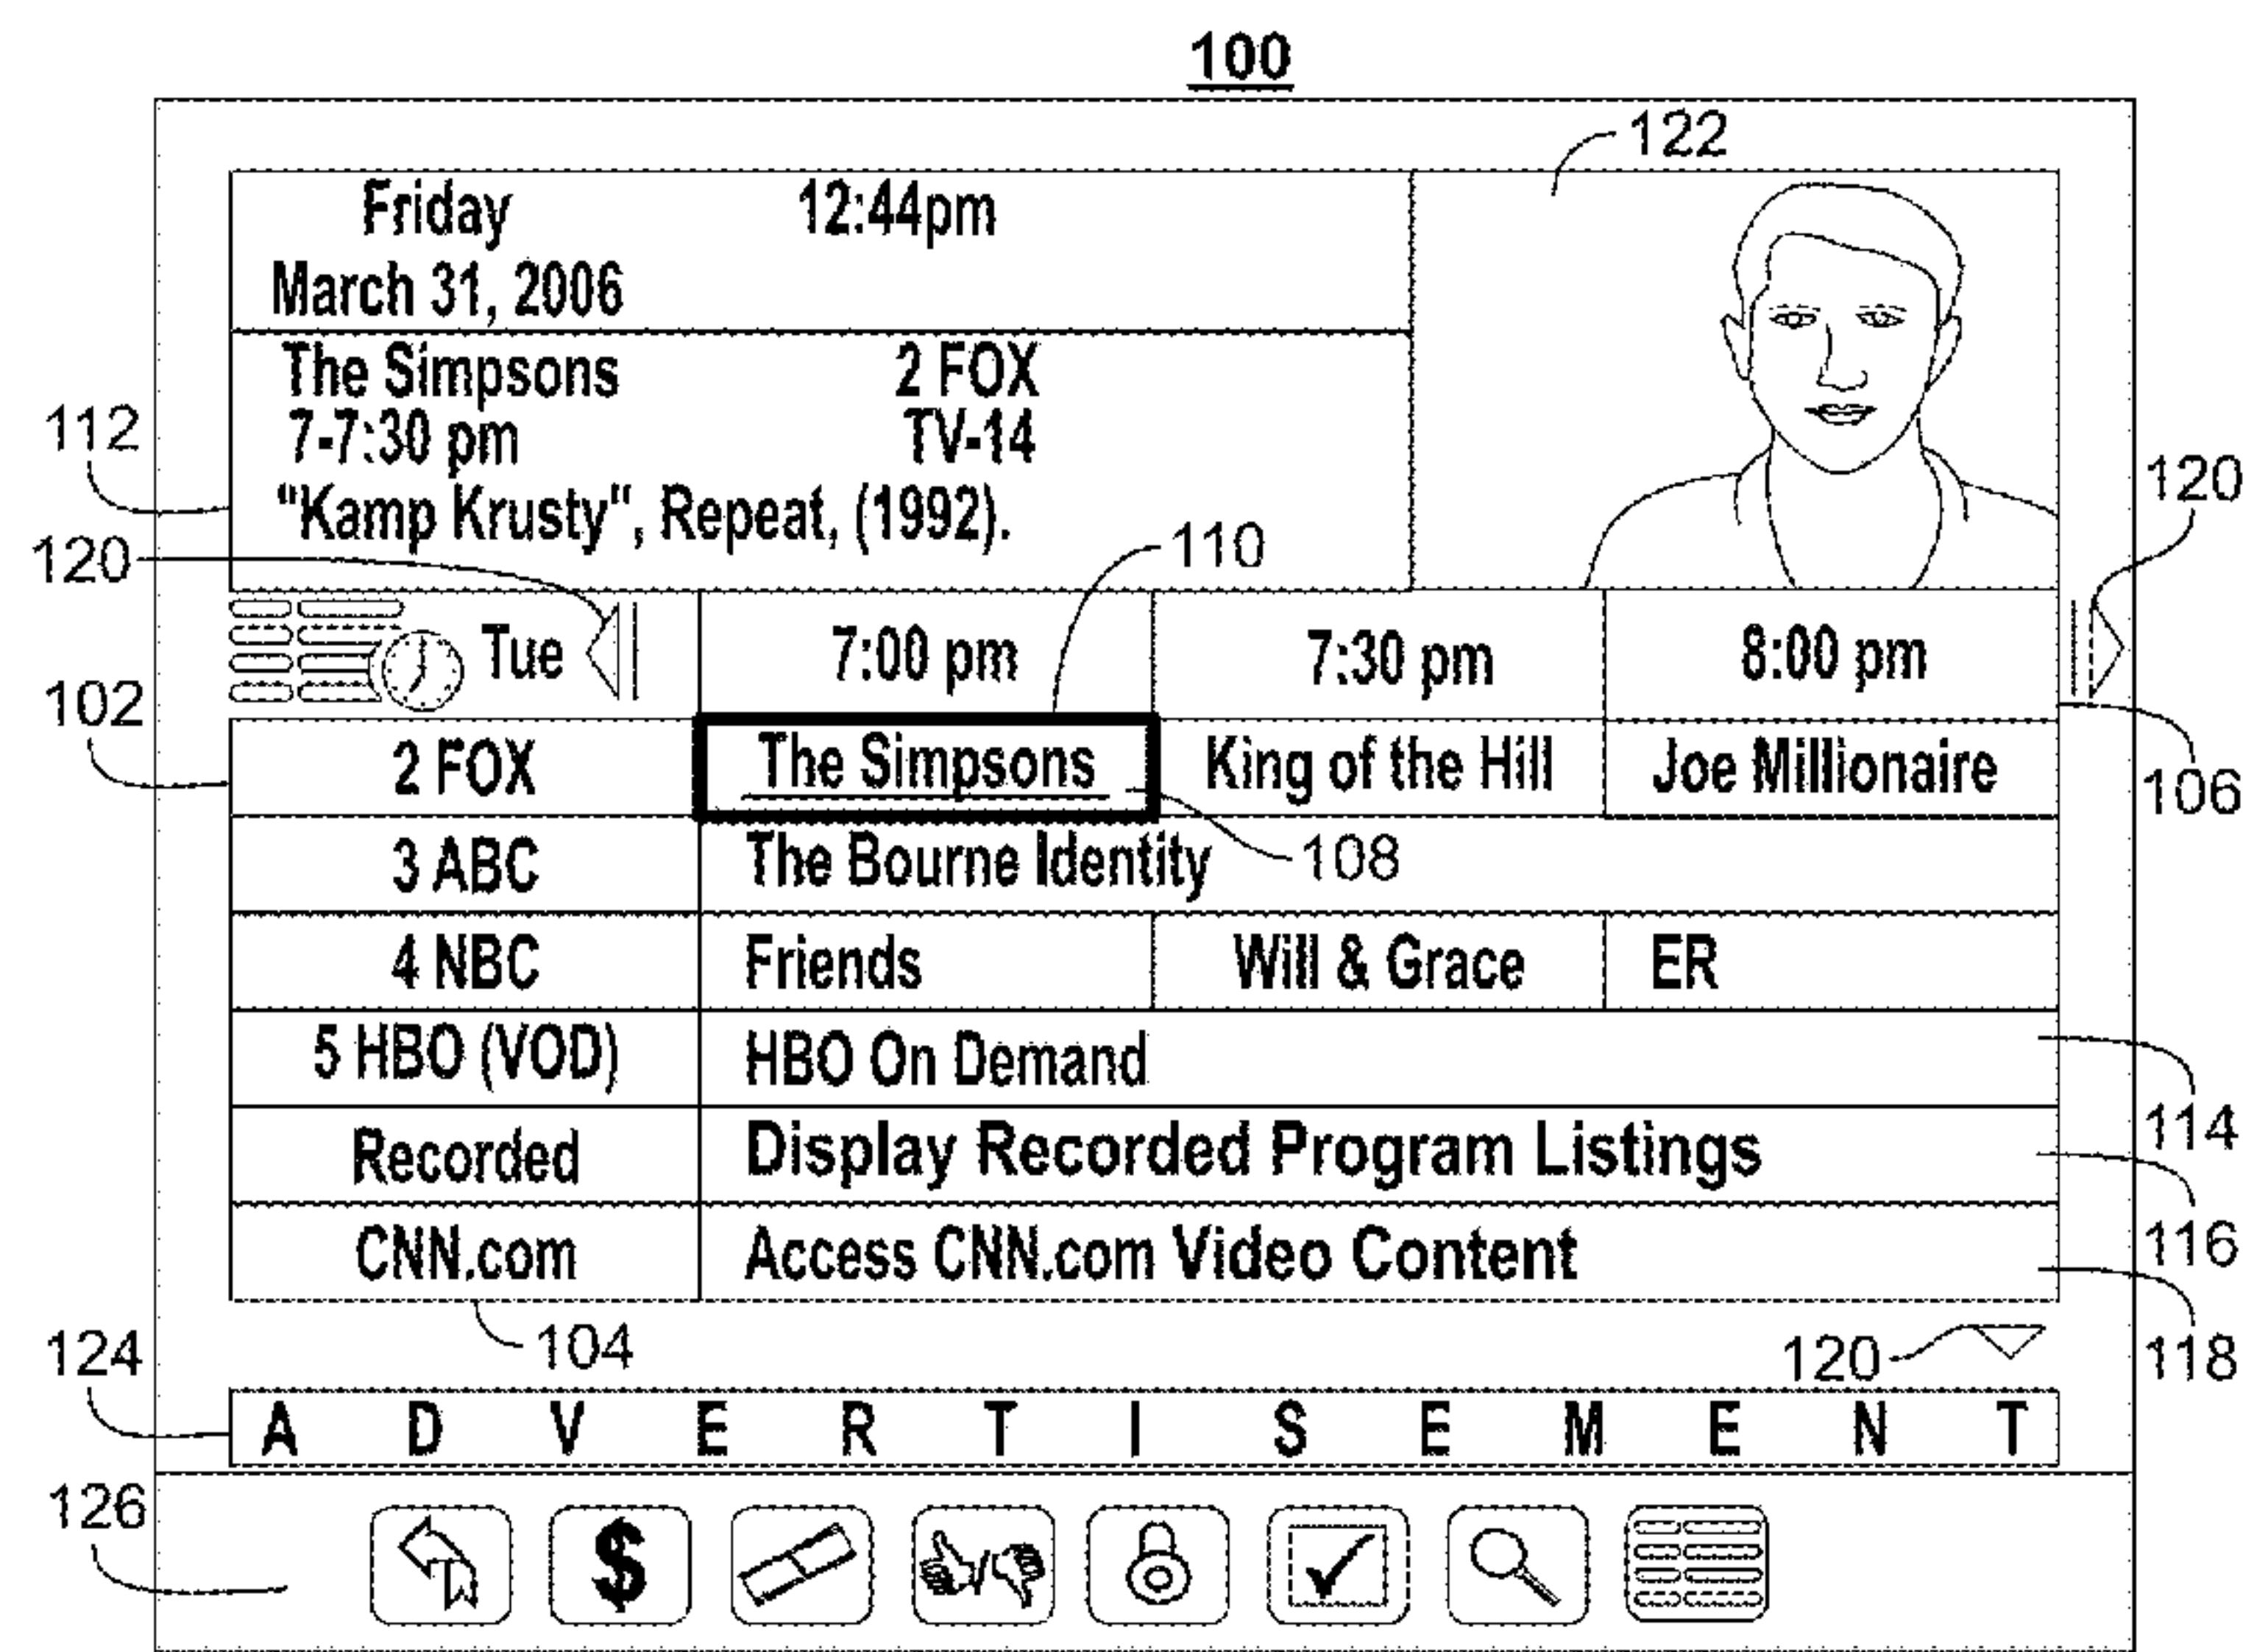 100
122
Friday 12:44pm
March 31, 2006
The Simpsons 2 FOX
112 7-7:30 pm TV-14
"Kamp Krusty", Repeat, (1992).
120
110
120
Tue 7:00 pm 7:30 pm 8:00 pm
102
2 FOX The Simpsons King of the Hill Joe Millionaire
106
3 ABC The Bourne Identity 108
4 NBC Friends Will & Grace ER
5 HBO (VOD) HBO On Demand
114
Recorded Display Recorded Program Listings
116
CNN.com Access CNN.com Video Content
104
120
118
124
A D V E R T I S E M E N T
126
$